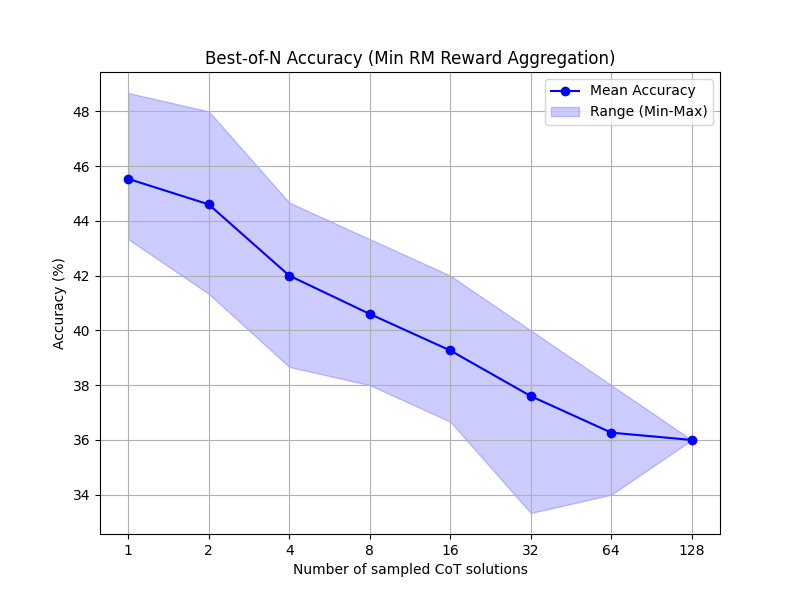 Best-of-N Accuracy (Min RM Reward Aggregation)
Mean Accuracy
Range (Min-Max)
Accuracy (%)
48
46
44
42
40
38
36
34
1 2 4 8 16 32 64 128
Number of sampled CoT solutions